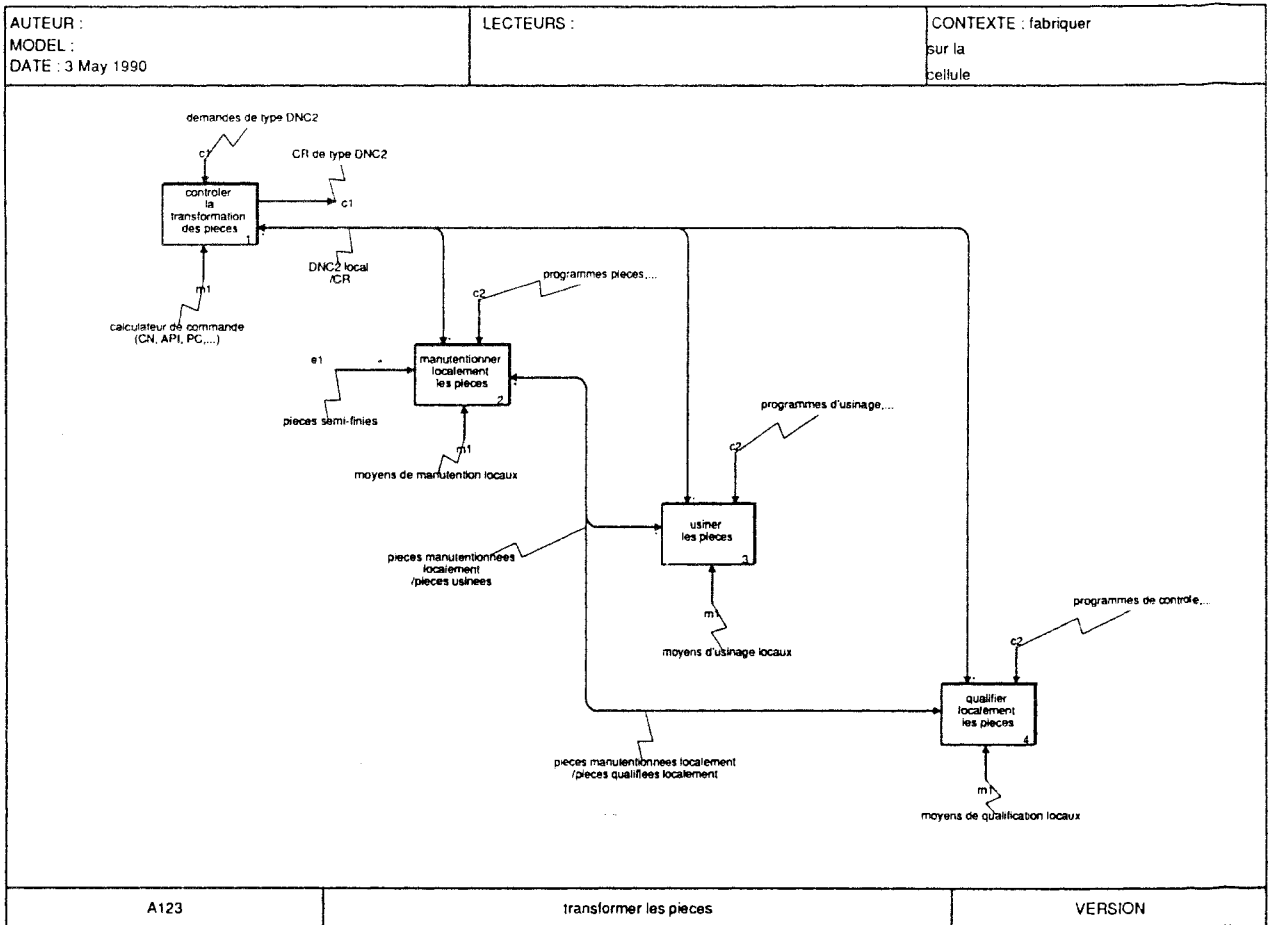 AUTEUR :
MODEL :
DATE : 3 May 1990
LECTEURS :
CONTEXTE : fabriquer
sur la
cellule
demandes de type DNC2
c1
CR de type DNC2
c1
controler
la
transformation
des pieces
1
DNC2 local
/CR
m1
calculateur de commande
(CN, API, PC,...)
programmes pieces,...
c2
e1
manutentionner
localement
les pieces
2
pieces semi-finies
m1
moyens de manutention locaux
programmes d'usinage,...
c2
usiner
les pieces
3
pieces manutentionnees
localement
/pieces usinees
m1
moyens d'usinage locaux
programmes de controle,...
c2
qualifier
localement
les pieces
4
pieces manutentionnees localement
/pieces qualifiees localement
m1
moyens de qualification locaux
A123
transformer les pieces
VERSION